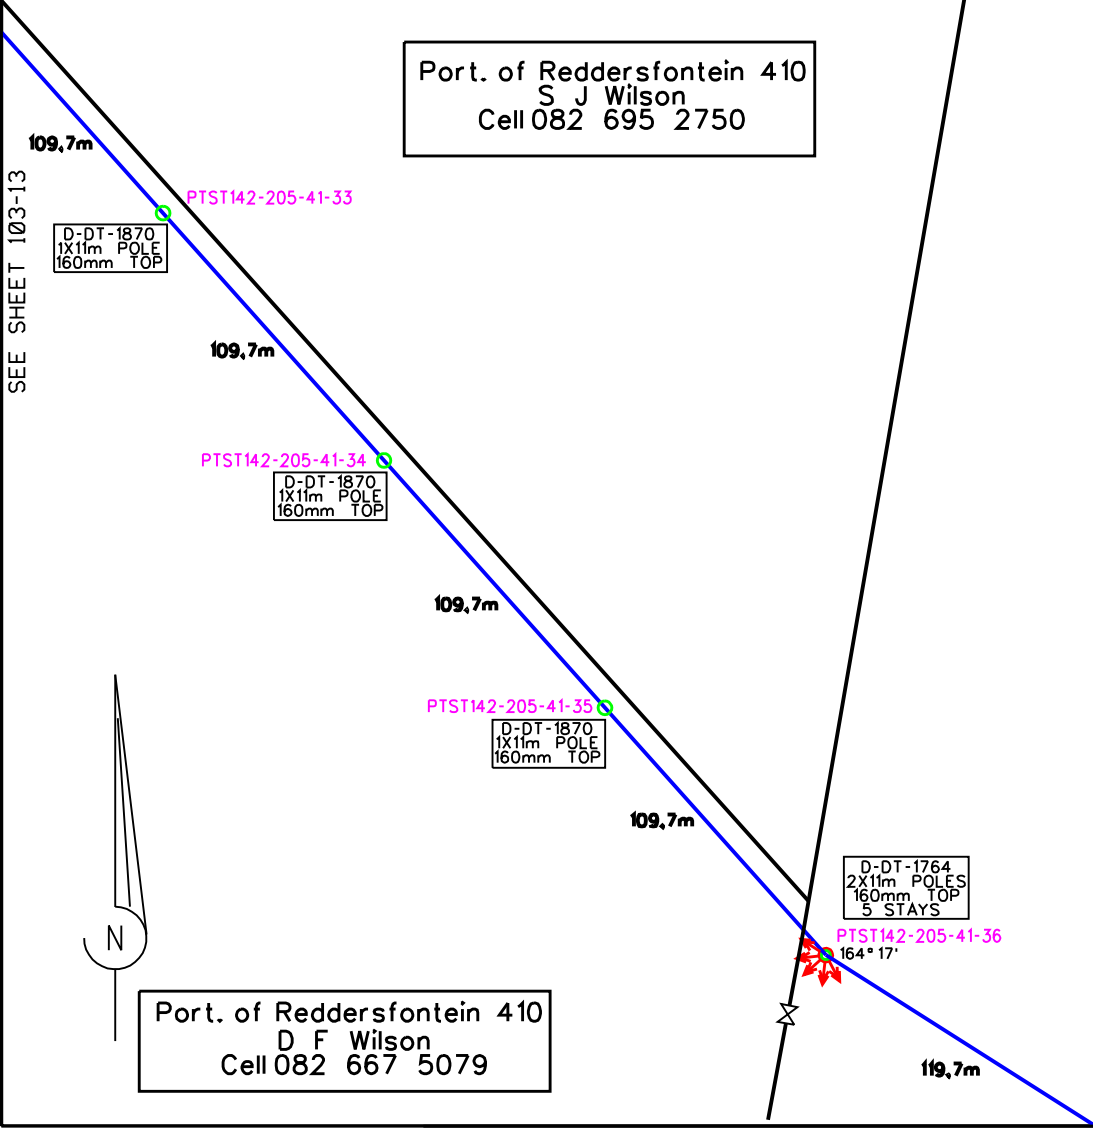 Port. of Reddersfontein 410
S J Wilson
Cell 082 695 2750
109,7m
SEE SHEET 103-13
PTST142-205-41-33
D-DT-1870
1X11m POLE
160mm TOP
109,7m
PTST142-205-41-34
D-DT-1870
1X11m POLE
160mm TOP
109,7m
PTST142-205-41-35
D-DT-1870
1X11m POLE
160mm TOP
109,7m
D-DT-1764
2X11m POLES
160mm TOP
5 STAYS
PTST142-205-41-36
164° 17'
N
Port. of Reddersfontein 410
D F Wilson
Cell 082 667 5079
119,7m